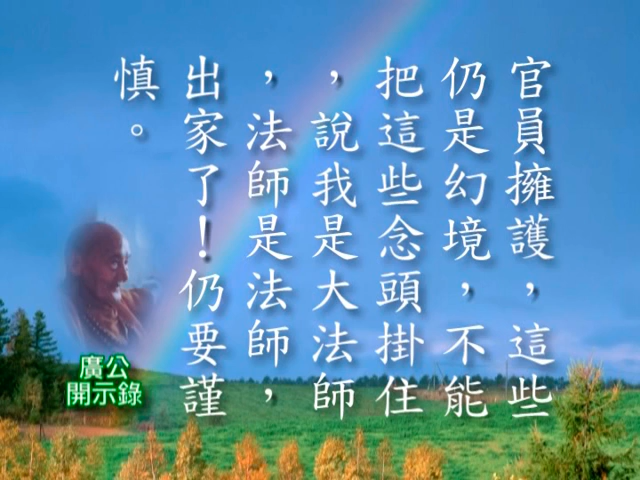 官員擁護，這些
仍是幻境，不能
把這些念頭掛住
，說我是大法師
，法師是法師，
出家了！仍要謹
慎。
廣公
開示錄